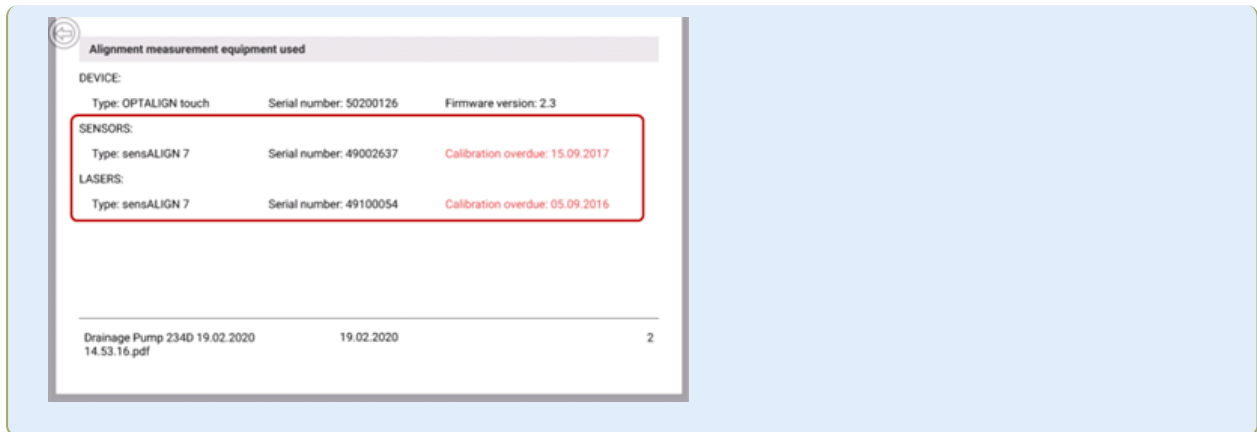 Alignment measurement equipment used
DEVICE:
Type: OPTALIGN touch Serial number: 50200126 Firmware version: 2.3
SENSORS:
Type: sensALIGN 7 Serial number: 49002637 Calibration overdue: 15.09.2017
LASERS:
Type: sensALIGN 7 Serial number: 49100054 Calibration overdue: 05.09.2016
Drainage Pump 234D 19.02.2020 19.02.2020 2
14.53.16.pdf